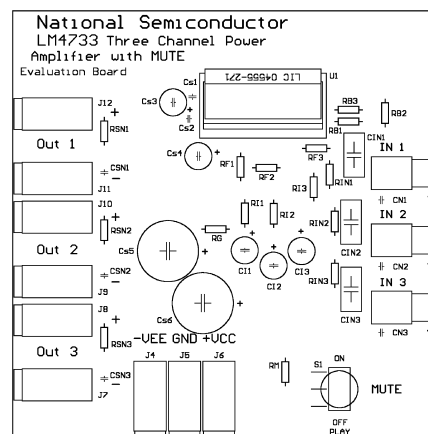 National Semiconductor
LM4733 Three Channel Power
Amplifier with MUTE
Evaluation Board
LIC 04555-271
U1
Cs1
Cs3
Cs2
J12
+
RSN1
Out 1
RB3
RB2
RB1
CIN1
IN 1
Cs4
RF1
RF2
RF3
RIN1
RI3
CSN1
-
J11
CN1
J10
+
RSN2
Out 2
RI1
RI2
RIN2
IN 2
RG
Cs5
+
CI1
CI2
CI3
CIN2
CN2
CSN2
-
J9
RIN3
IN 3
J8
+
Cs6
+
CIN3
CN3
RSN3
Out 3
-VEE GND +VCC
J4 J5 J6
CSN3
-
J7
RM
S1
ON
MUTE
OFF
PLAY